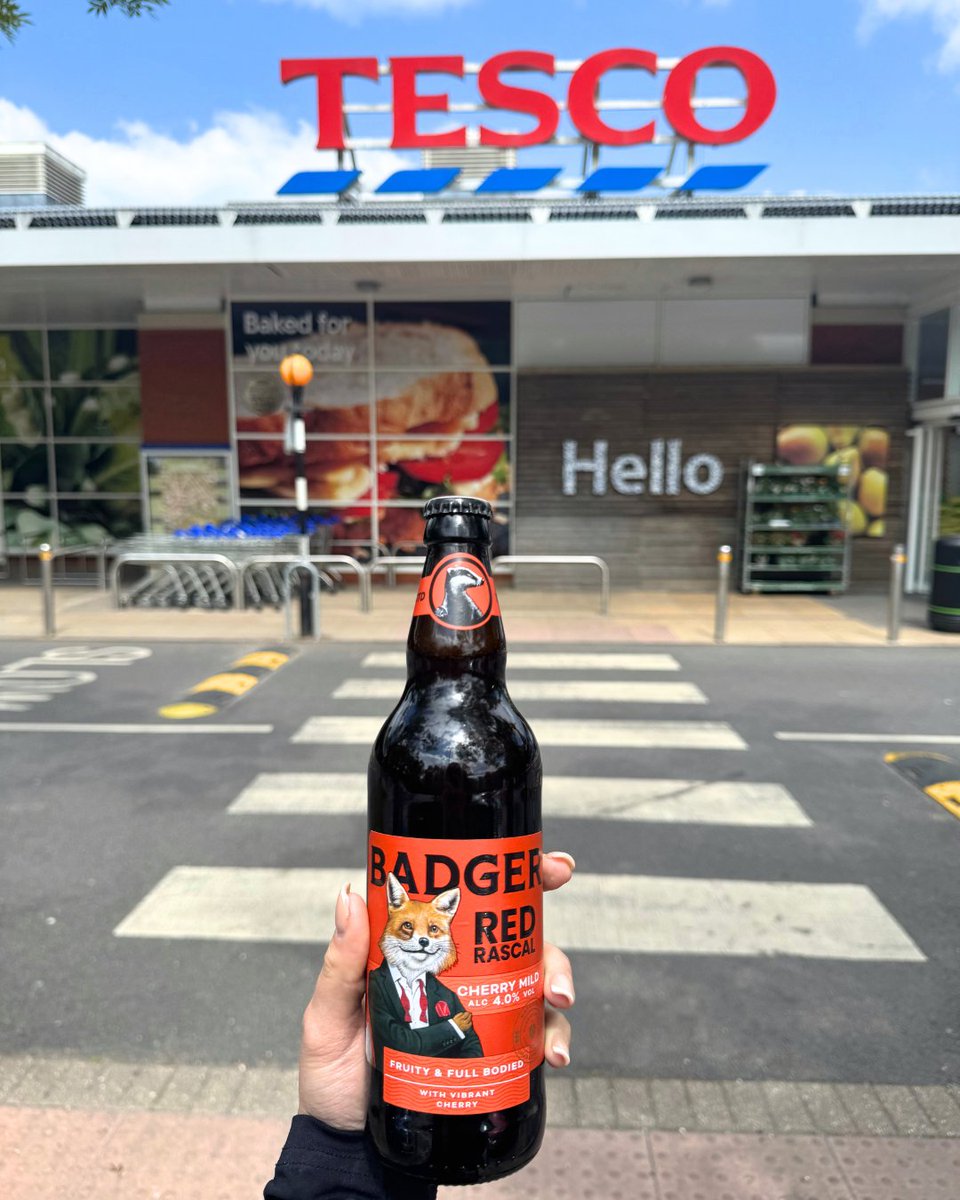 TESCO
Baked for
you today
Hello
BADGER
RED
RASCAL
CHERRY MILD
ALC 4.0% VOL
FRUITY & FULL BODIED
WITH VIBRANT
CHERRY